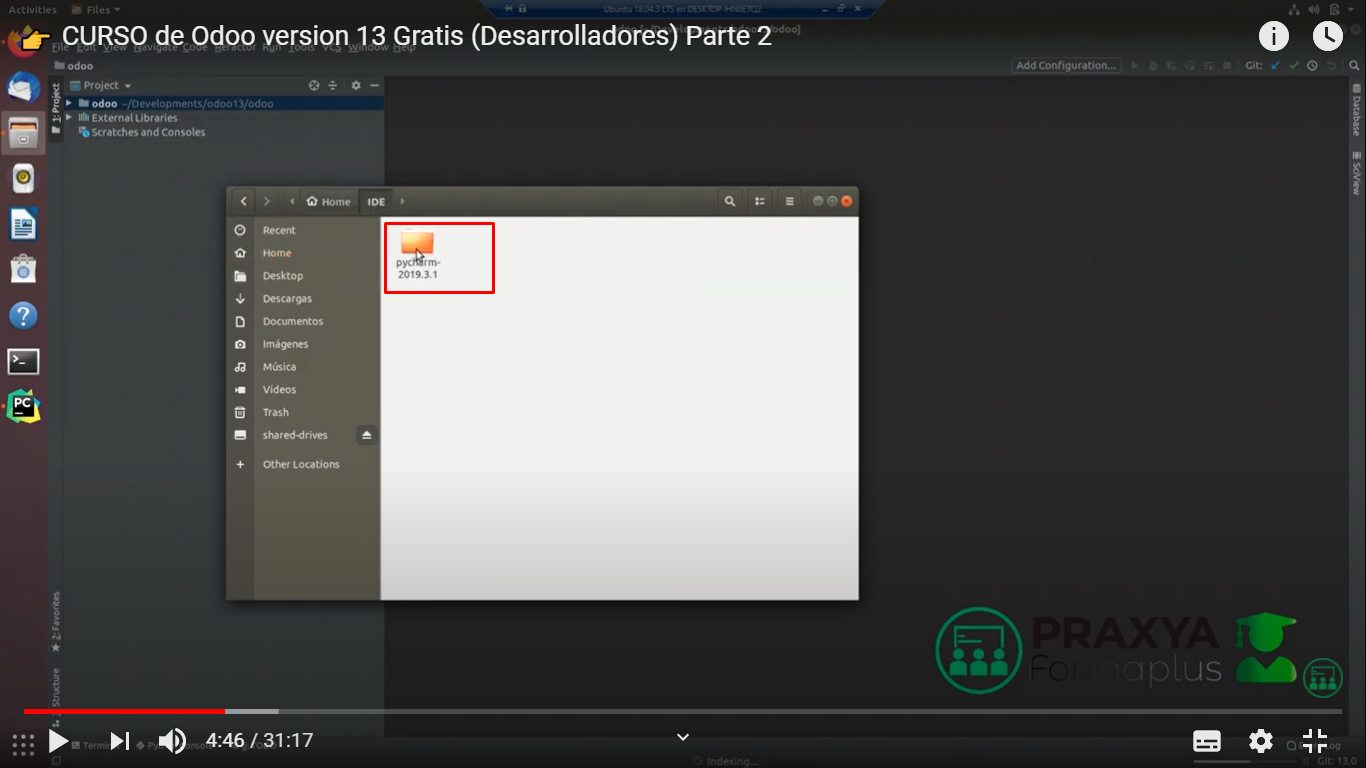 Activities
Files
Ubuntu 18.04.3 LTS en DESKTOP-HN6ETQ2
CURSO de Odoo version 13 Gratis (Desarrolladores) Parte 2
File Edit View Navigate Code Refactor Run Tools VCS Window Help
odoo
Add Configuration...
Git:
1: Project
Project
odoo ~/Developments/odoo13/odoo
External Libraries
Scratches and Consoles
Database
SciView
Home
IDE
Recent
Home
Desktop
Descargas
Documentos
Imágenes
Música
Vídeos
Trash
shared-drives
Other Locations
pycharm-
2019.3.1
PC
2: Favorites
Structure
PRAXYA
Formaplus
4:46 / 31:17
Indexing...
Git: 13.0